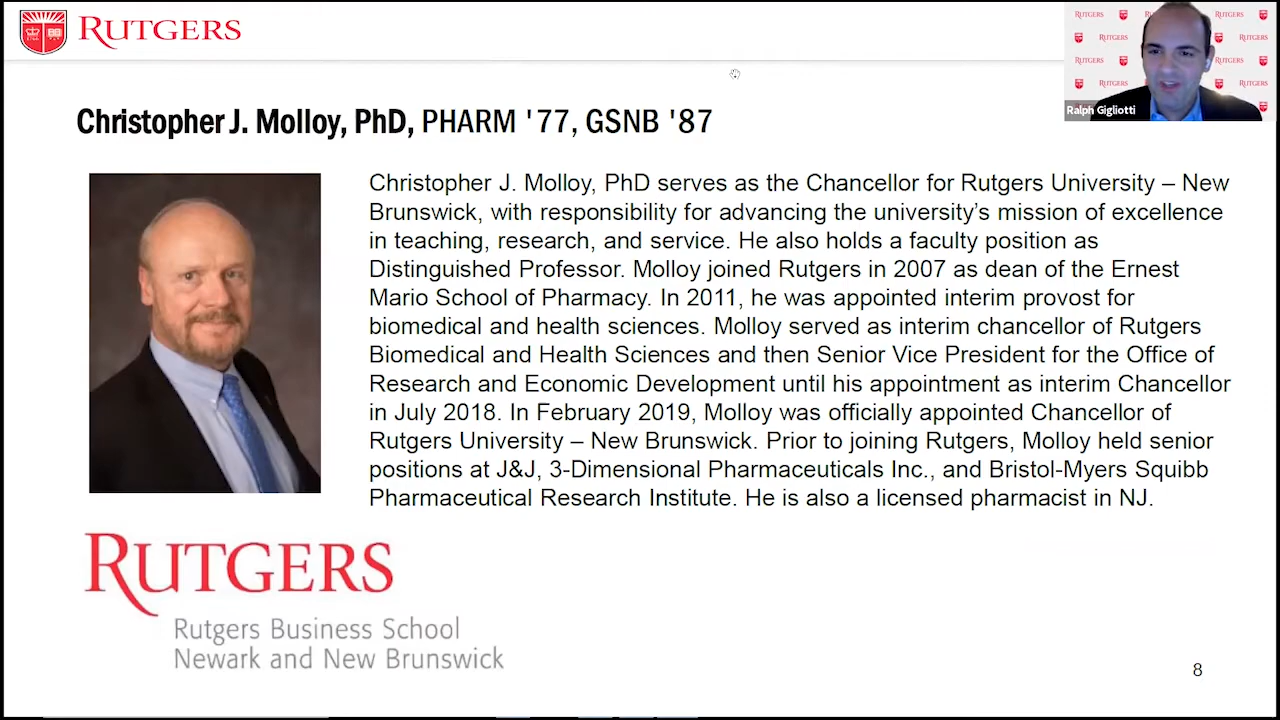 RUTGERS
Ralph Gigliotti
Christopher J. Molloy, PhD, PHARM '77, GSNB '87
Christopher J. Molloy, PhD serves as the Chancellor for Rutgers University – New
Brunswick, with responsibility for advancing the university's mission of excellence
in teaching, research, and service. He also holds a faculty position as
Distinguished Professor. Molloy joined Rutgers in 2007 as dean of the Ernest
Mario School of Pharmacy. In 2011, he was appointed interim provost for
biomedical and health sciences. Molloy served as interim chancellor of Rutgers
Biomedical and Health Sciences and then Senior Vice President for the Office of
Research and Economic Development until his appointment as interim Chancellor
in July 2018. In February 2019, Molloy was officially appointed Chancellor of
Rutgers University – New Brunswick. Prior to joining Rutgers, Molloy held senior
positions at J&J, 3-Dimensional Pharmaceuticals Inc., and Bristol-Myers Squibb
Pharmaceutical Research Institute. He is also a licensed pharmacist in NJ.
RUTGERS
Rutgers Business School
Newark and New Brunswick
8